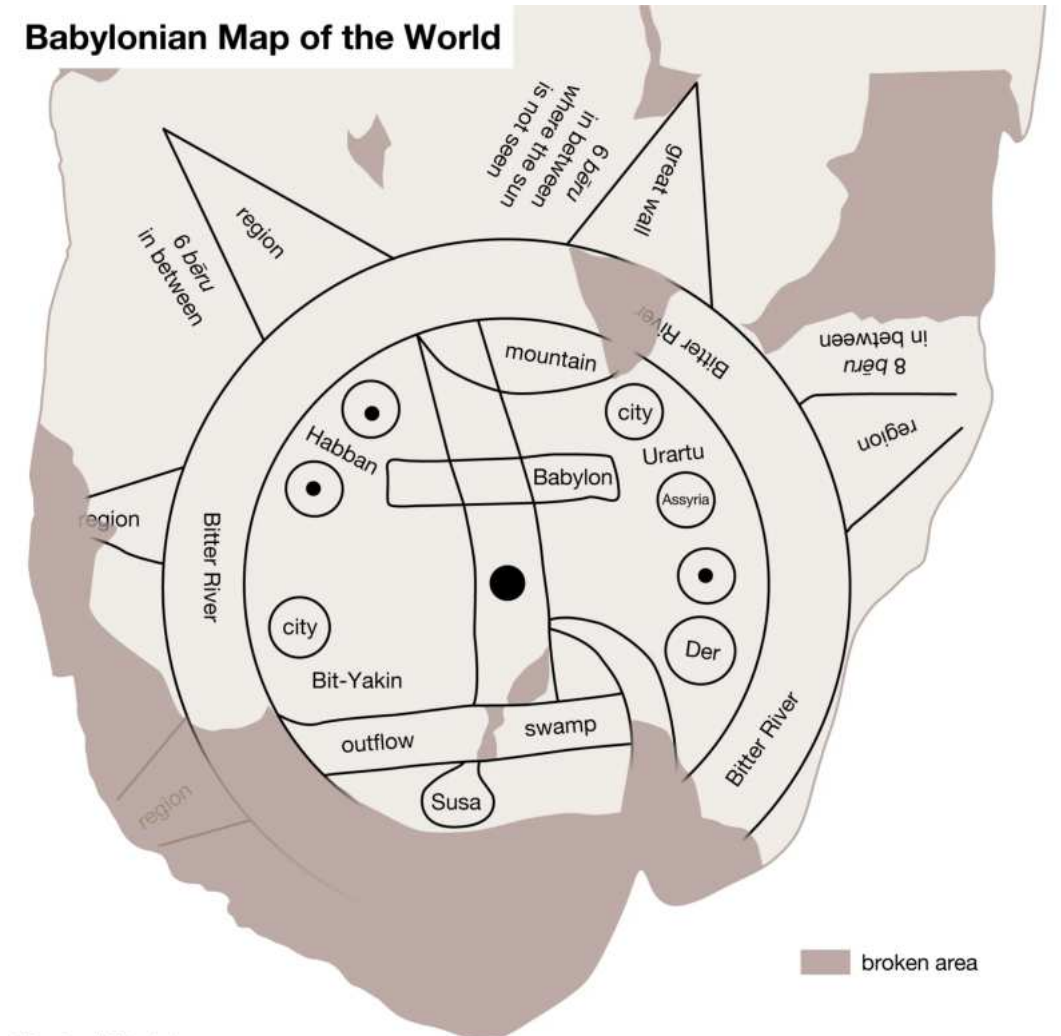 Babylonian Map of the World
6 bēru
in between
where the sun
is not seen
great wall
region
6 bēru
in between
Bitter River
8 bēru
in between
region
mountain
city
Habban
Urartu
Babylon
Assyria
region
Bitter River
city
Der
Bit-Yakin
outflow
swamp
Bitter River
Susa
region
broken area